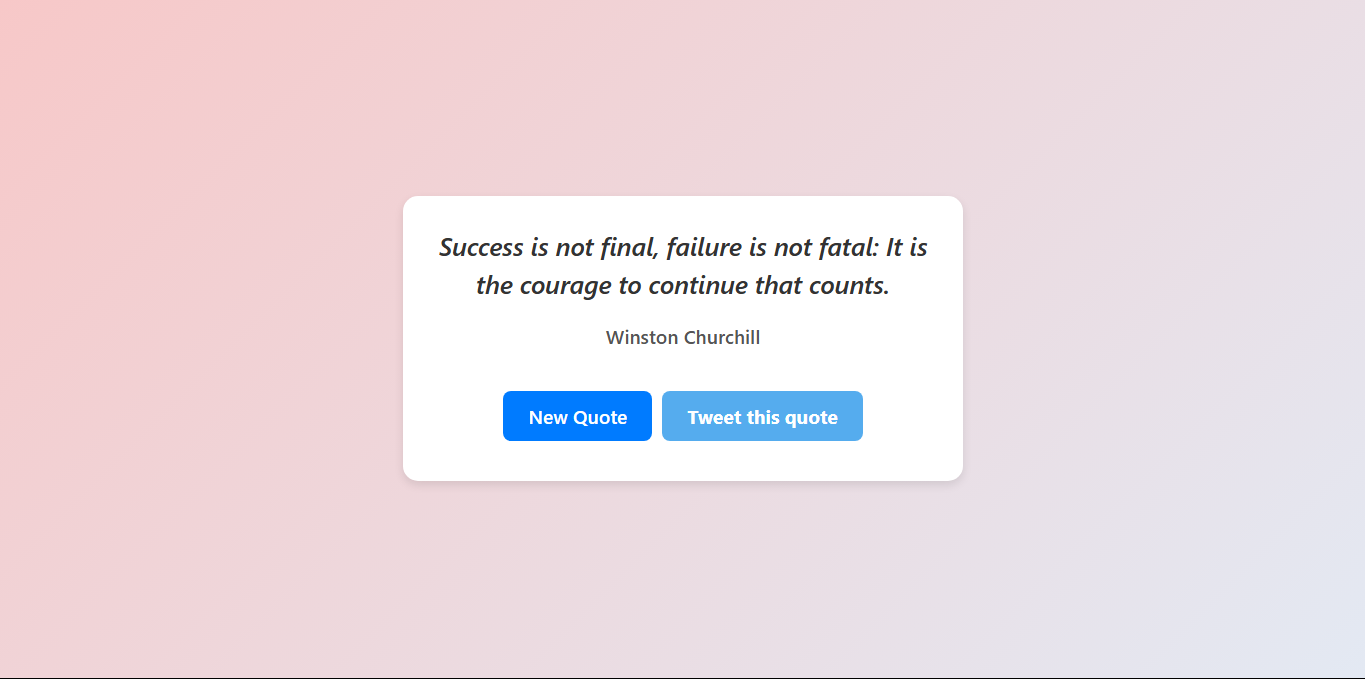 Success is not final, failure is not fatal: It is
the courage to continue that counts.
Winston Churchill
New Quote
Tweet this quote